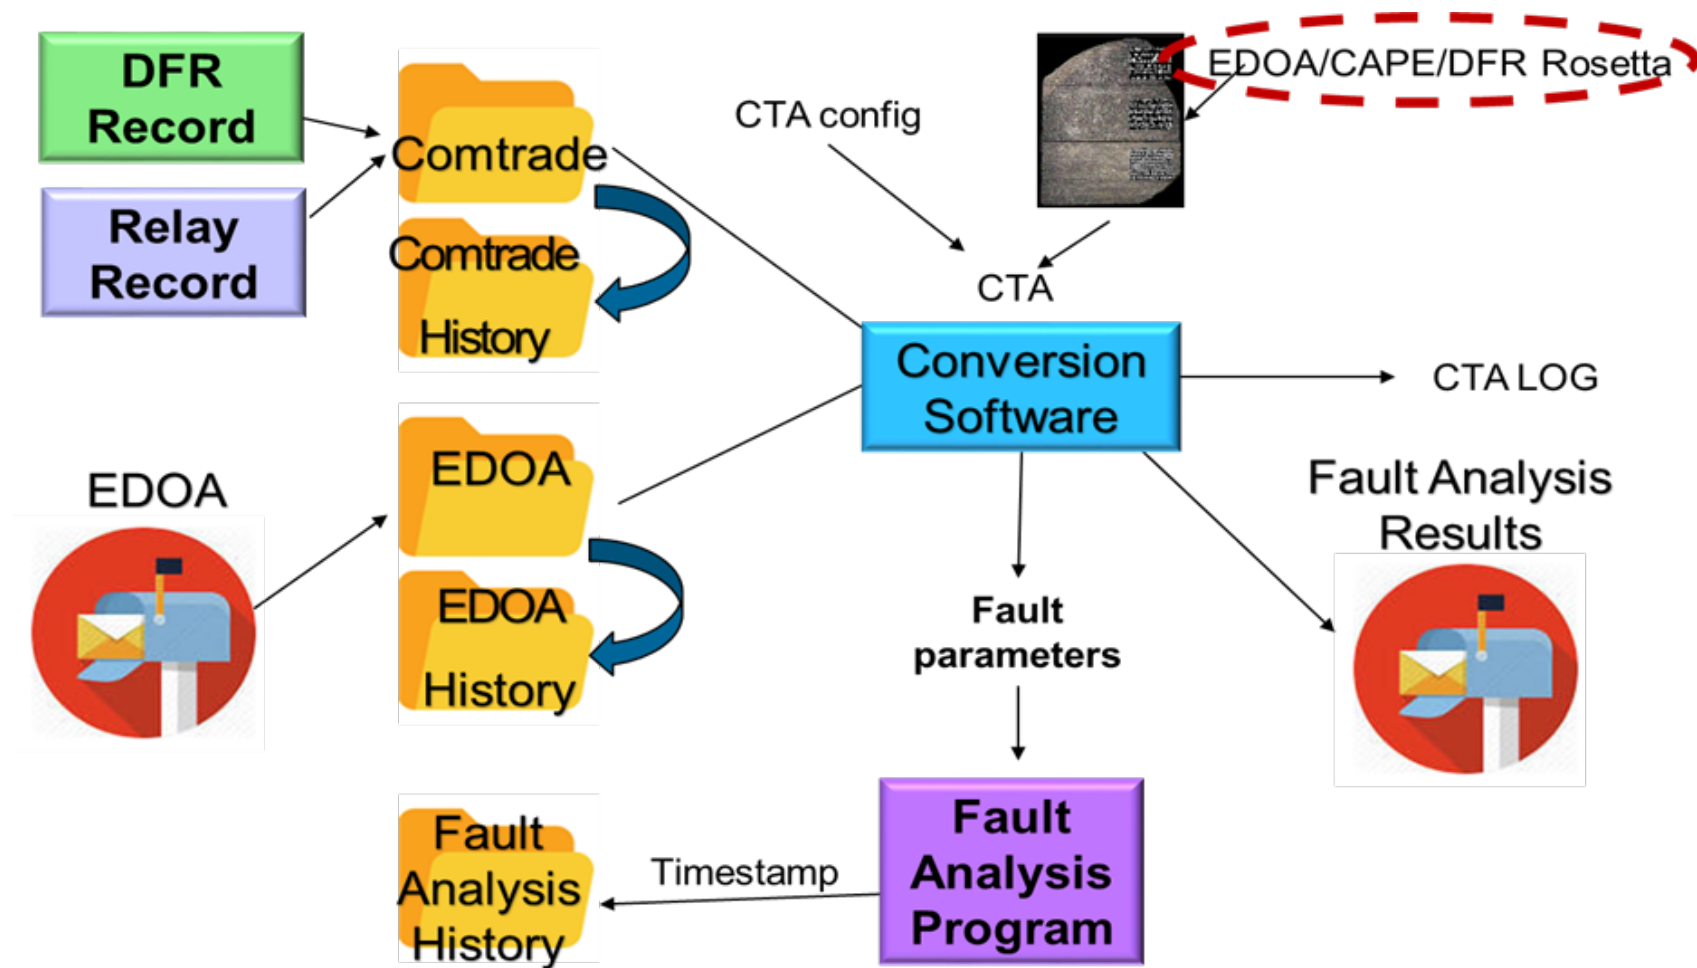 DFR
Record
Relay
Record
Comtrade
Comtrade
History
CTA config
EDOA/CAPE/DFR Rosetta
CTA
Conversion
Software
CTA LOG
EDOA
EDOA
EDOA
History
Fault
parameters
Fault Analysis
Results
Fault
Analysis
History
Timestamp
Fault
Analysis
Program